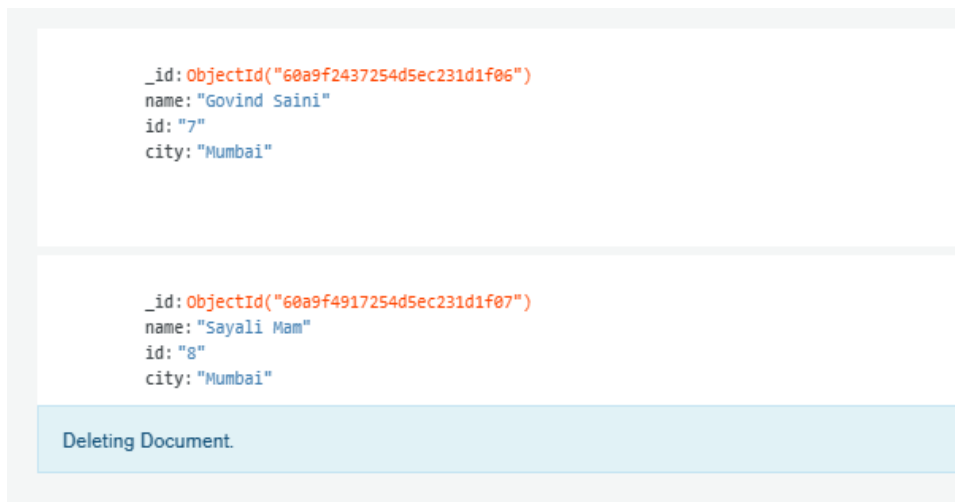 _id: ObjectId("60a9f2437254d5ec231d1f06")
name: "Govind Saini"
id: "7"
city: "Mumbai"
_id: ObjectId("60a9f4917254d5ec231d1f07")
name: "Sayali Mam"
id: "8"
city: "Mumbai"
Deleting Document.